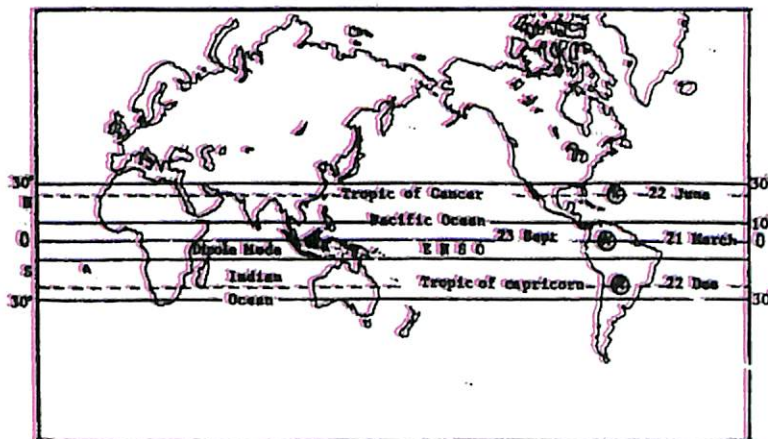 30° 30°
N Tropic of Cancer 22 June
Pacific Ocean 10
0 23 Sept 21 March 0
Dipole Mode E N S O
S A
Indian Tropic of capricorn 22 Dec
30° Ocean 30°